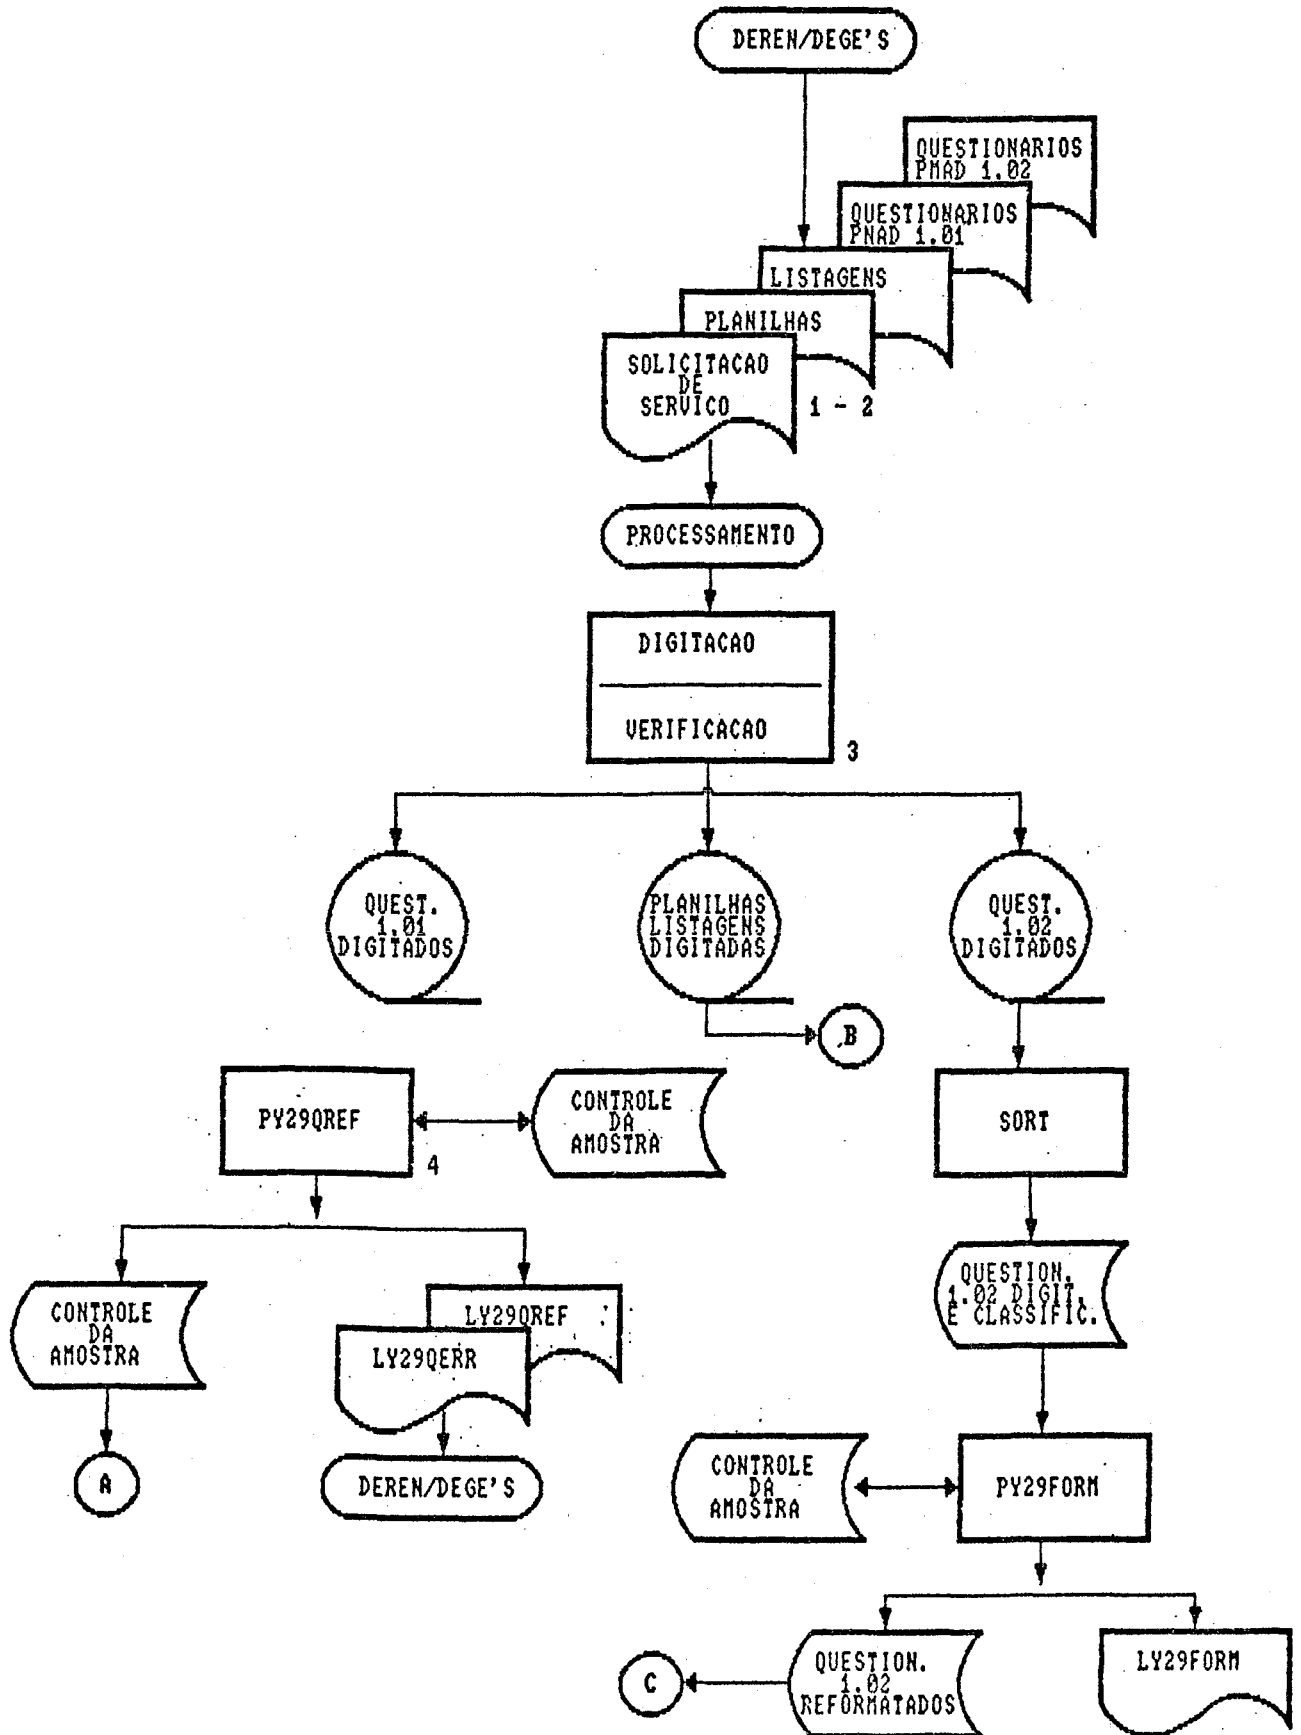 DEREN/DEGE'S
QUESTIONARIOS
PMAD 1.02
QUESTIONARIOS
PNAD 1.01
LISTAGENS
PLANILHAS
SOLICITACAO
DE
SERVICO
1 - 2
PROCESSAMENTO
DIGITACAO
VERIFICACAO
3
QUEST.
1.01
DIGITADOS
PLANILHAS
LISTAGENS
DIGITADAS
QUEST.
1.02
DIGITADOS
B
PY29QREF
4
CONTROLE
DA
AMOSTRA
SORT
CONTROLE
DA
AMOSTRA
LY29QREF
LY29QERR
QUESTION.
1.02 DIGIT.
E CLASSIFIC.
A
DEREN/DEGE'S
CONTROLE
DA
AMOSTRA
PY29FORM
C
QUESTION.
1.02
REFORMATADOS
LY29FORM